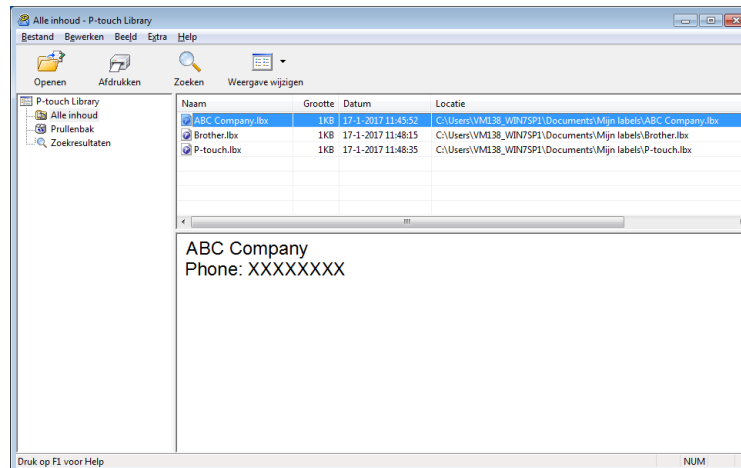 Alle inhoud - P-touch Library
Bestand Bewerken Beeld Extra Help
Openen Afdrukken Zoeken Weergave wijzigen
P-touch Library
Alle inhoud
Prullenbak
Zoekresultaten
Naam Grootte Datum Locatie
ABC Company.lbx 1KB 17-1-2017 11:45:52 C:\Users\VM138_WIN7SP1\Documents\Mijn labels\ABC Company.lbx
Brother.lbx 1KB 17-1-2017 11:48:15 C:\Users\VM138_WIN7SP1\Documents\Mijn labels\Brother.lbx
P-touch.lbx 1KB 17-1-2017 11:48:35 C:\Users\VM138_WIN7SP1\Documents\Mijn labels\P-touch.lbx
ABC Company
Phone: XXXXXXXX
Druk op F1 voor Help NUM